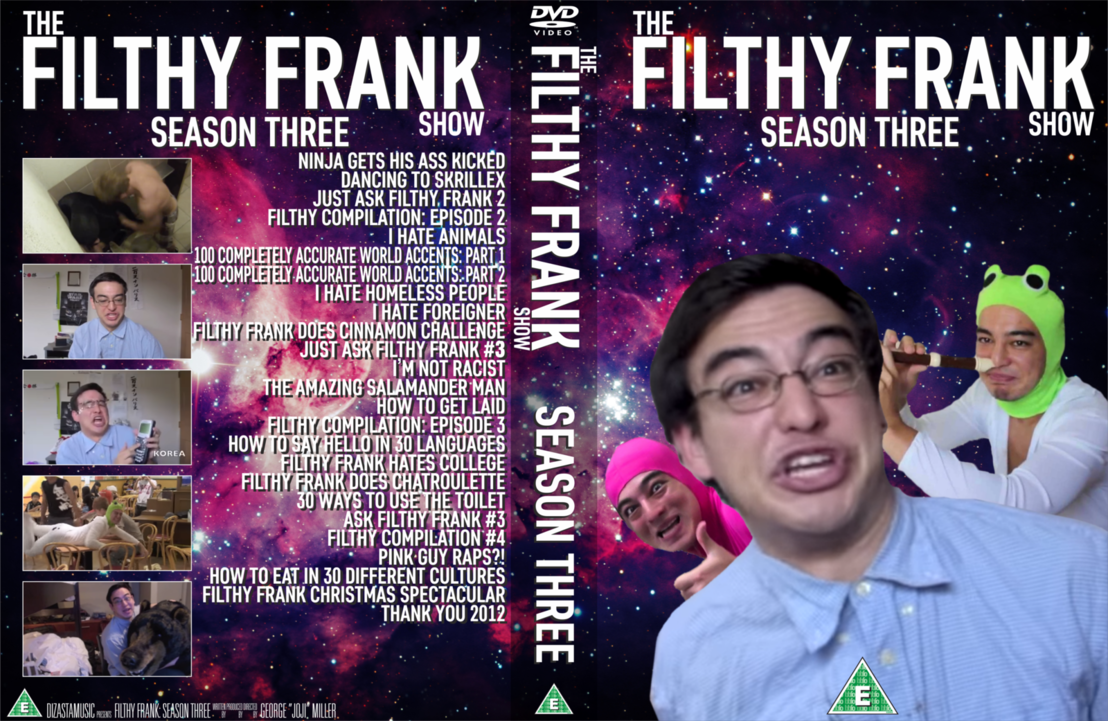 THE
FILTHY FRANK
SHOW
SEASON THREE
NINJA GETS HIS ASS KICKED
DANCING TO SKRILLEX
JUST ASK FILTHY FRANK 2
FILTHY COMPILATION: EPISODE 2
I HATE ANIMALS
100 COMPLETELY ACCURATE WORLD ACCENTS: PART 1
100 COMPLETELY ACCURATE WORLD ACCENTS: PART 2
I HATE HOMELESS PEOPLE
I HATE FOREIGNER
FILTHY FRANK DOES CINNAMON CHALLENGE
JUST ASK FILTHY FRANK #3
I'M NOT RACIST
THE AMAZING SALAMANDER MAN
HOW TO GET LAID
FILTHY COMPILATION: EPISODE 3
HOW TO SAY HELLO IN 30 LANGUAGES
FILTHY FRANK HATES COLLEGE
FILTHY FRANK DOES CHATROULETTE
30 WAYS TO USE THE TOILET
ASK FILTHY FRANK #3
FILTHY COMPILATION #4
PINK GUY RAPS?!
HOW TO EAT IN 30 DIFFERENT CULTURES
FILTHY FRANK CHRISTMAS SPECTACULAR
THANK YOU 2012
KOREA
E
DIZASTAMUSIC PRESENTS FILTHY FRANK: SEASON THREE WRITTEN BY PRODUCED BY DIRECTED BY GEORGE "JOJI" MILLER
DVD
VIDEO
THE
FILTHY FRANK
SHOW
SEASON THREE
E
THE
FILTHY FRANK
SHOW
SEASON THREE
E